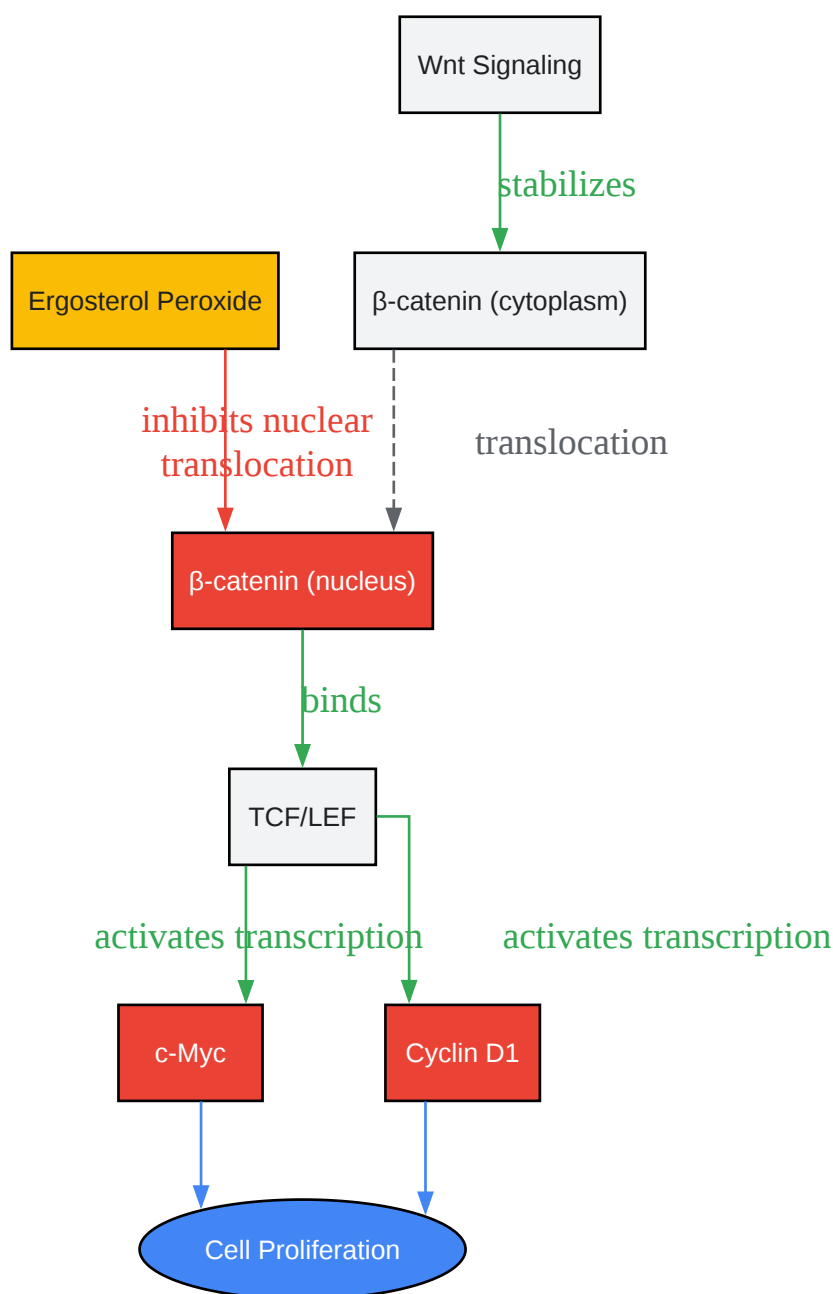 Wnt Signaling
stabilizes
Ergosterol Peroxide
β-catenin (cytoplasm)
inhibits nuclear
translocation
translocation
β-catenin (nucleus)
binds
TCF/LEF
activates transcription
activates transcription
c-Myc
Cyclin D1
Cell Proliferation